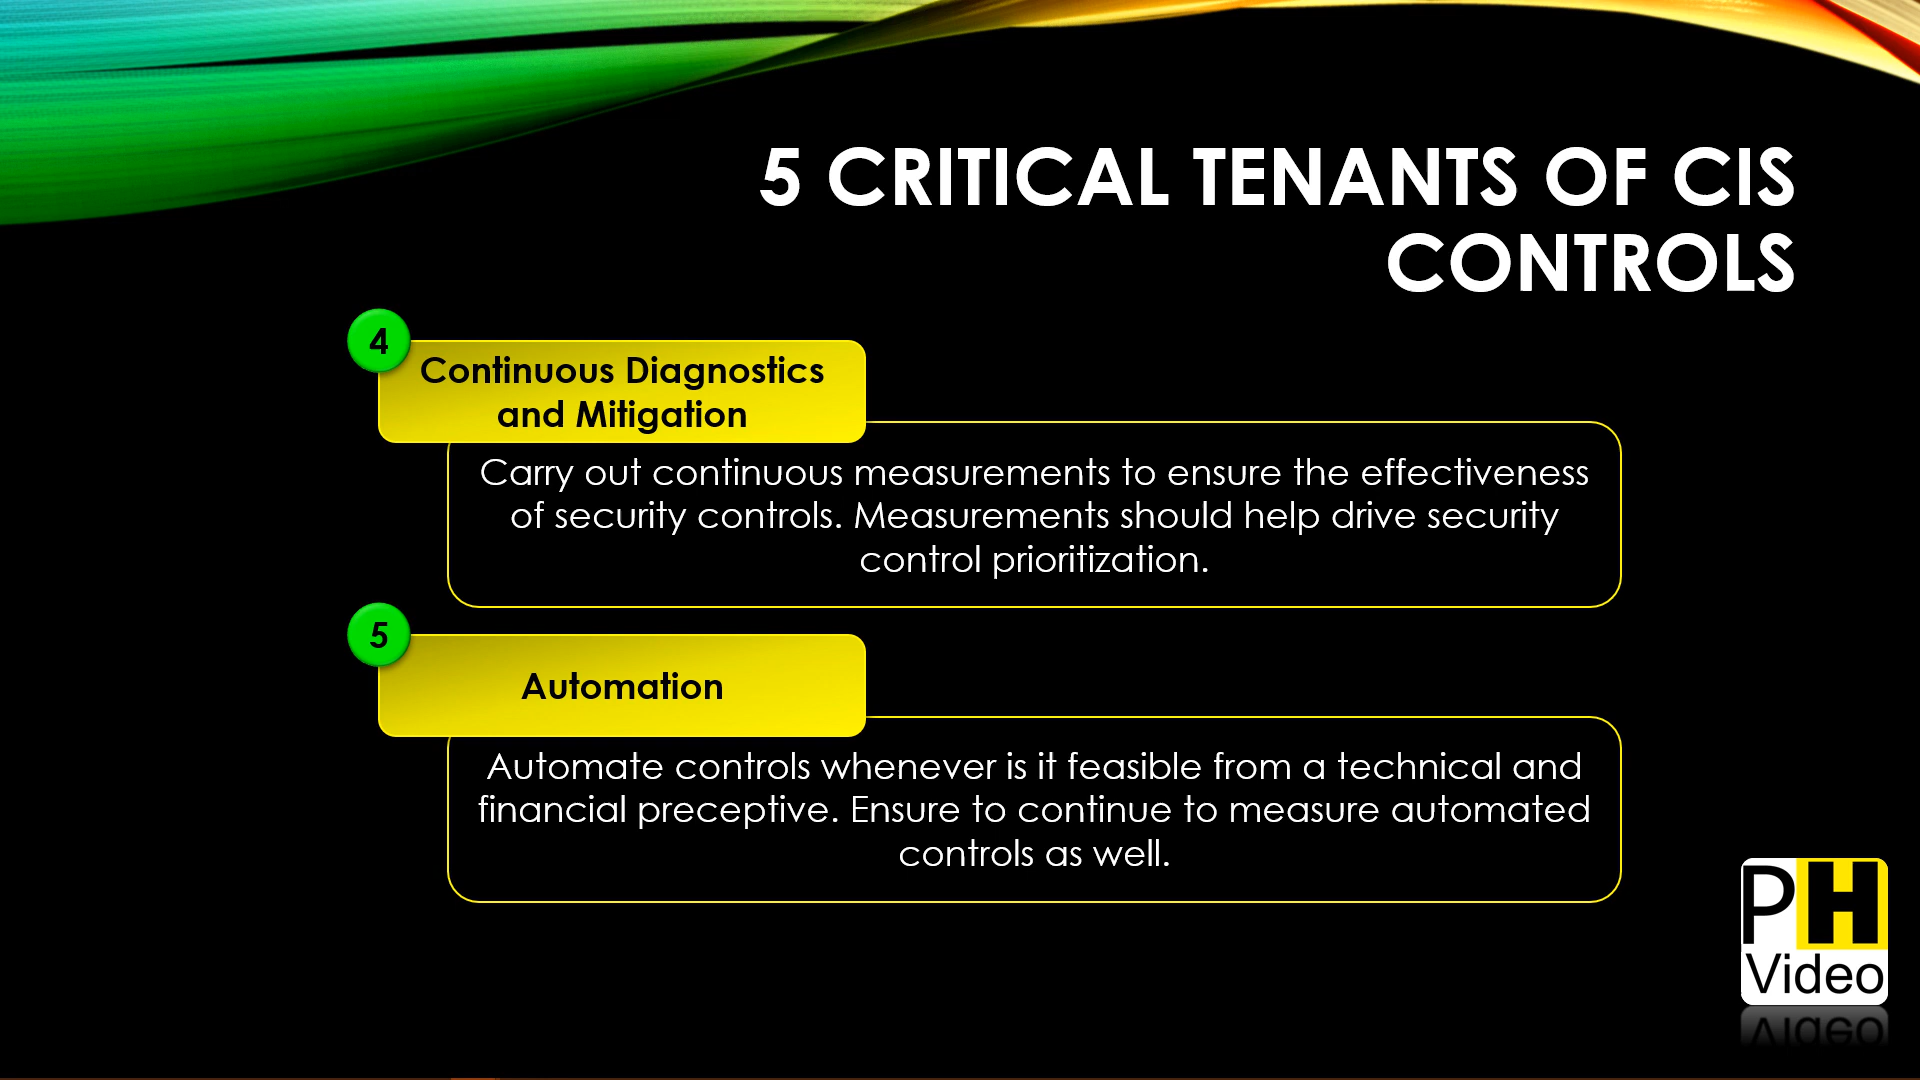 5 CRITICAL TENANTS OF CIS
CONTROLS
4
Continuous Diagnostics
and Mitigation
Carry out continuous measurements to ensure the effectiveness
of security controls. Measurements should help drive security
control prioritization.
5
Automation
Automate controls whenever is it feasible from a technical and
financial preceptive. Ensure to continue to measure automated
controls as well.
PH
Video